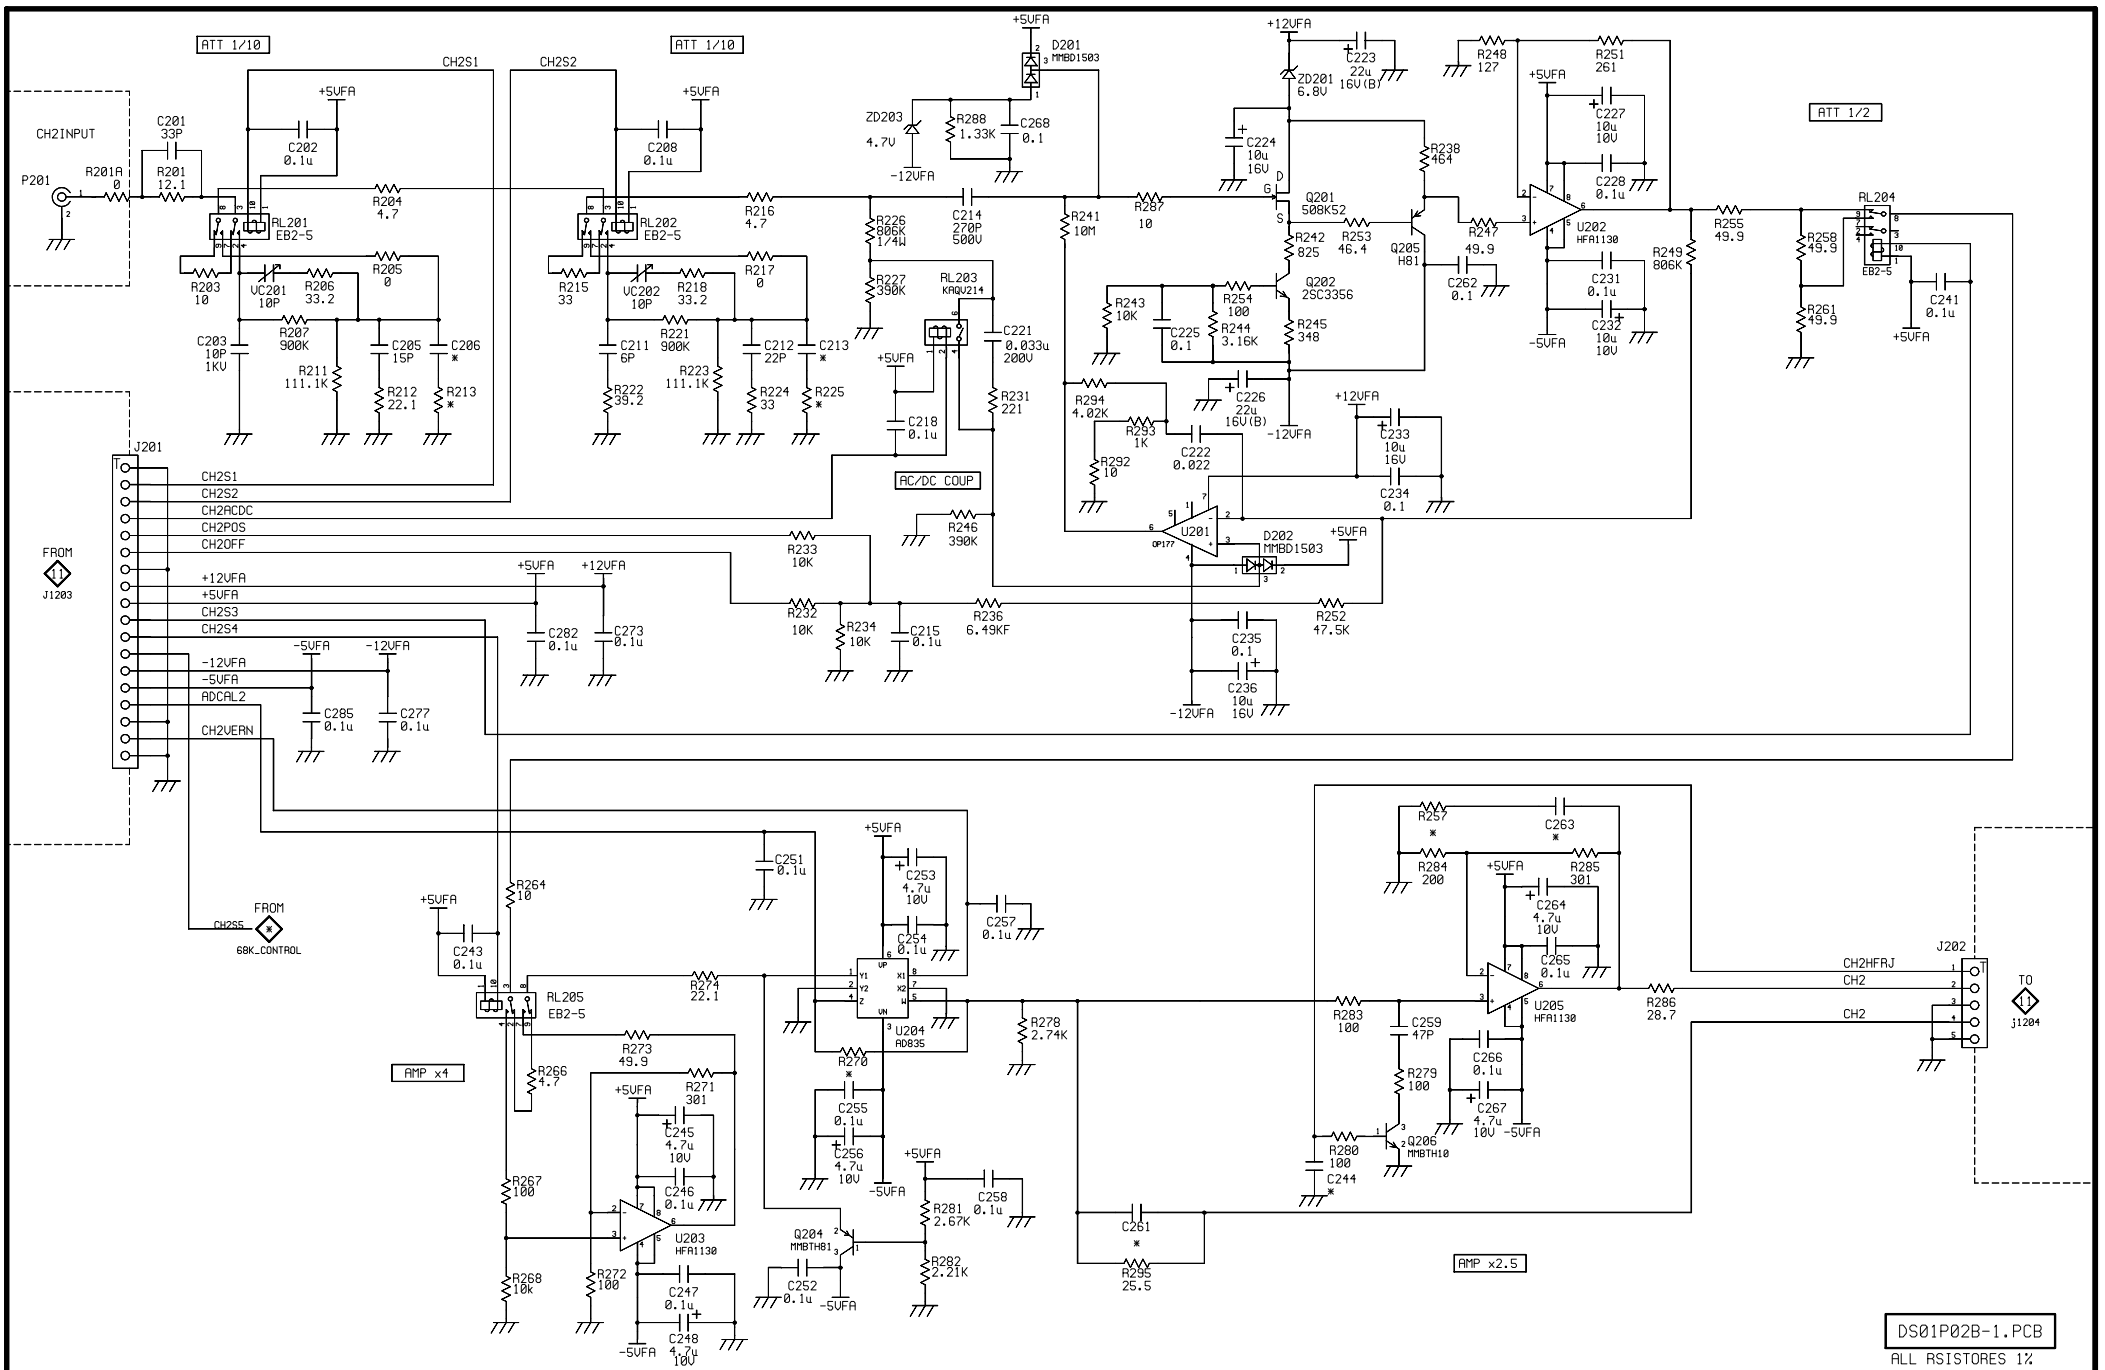 ATT 1/10
ATT 1/10
ATT 1/2
CH2S1
CH2S2
CH2INPUT
P201
1
2
R201A
0
C201
33P
R201
12.1
+5VFA
C202
0.1u
RL201
EB2-5
R204
4.7
R203
10
VC201
10P
R206
33.2
R205
0
C203
10P
1KV
R207
900K
R211
111.1K
C205
15P
C206
*
R212
22.1
R213
*
+5VFA
C208
0.1u
RL202
EB2-5
R216
4.7
R215
33
VC202
10P
R218
33.2
R217
0
C211
6P
R221
900K
R222
39.2
R223
111.1K
C212
22P
C213
*
R224
33
R225
*
+5VFA
D201
MMBD1503
ZD203
4.7V
-12VFA
R288
1.33K
C268
0.1
R226
806K
1/4W
C214
270P
500V
R227
390K
RL203
KAQV214
+5VFA
C218
0.1u
C221
0.033u
200V
R231
221
AC/DC COUP
R246
390K
R241
10M
R287
10
+12VFA
ZD201
6.8V
C223
22u
16V(B)
C224
10u
16V
G
D
S
Q201
508K52
R238
464
R242
825
R253
46.4
Q205
H81
R247
49.9
C262
0.1
Q202
2SC3356
R243
10K
R254
100
C225
0.1
R244
3.16K
R245
348
C226
22u
16V(B)
-12VFA
R294
4.02K
R293
1K
R292
10
C222
0.022
+12VFA
C233
10u
16V
C234
0.1
U201
OP177
D202
MMBD1503
+5VFA
C235
0.1
C236
10u
16V
-12VFA
R248
127
R251
261
+5VFA
C227
10u
10V
C228
0.1u
U202
HFA1130
C231
0.1u
C232
10u
10V
-5VFA
R255
49.9
R249
806K
R258
49.9
R261
49.9
RL204
EB2-5
C241
0.1u
+5VFA
J201
T
CH2S1
CH2S2
CH2ACDC
CH2POS
CH2OFF
+12VFA
+5VFA
CH2S3
CH2S4
-12VFA
-5VFA
ADCAL2
CH2VERN
FROM
11
J1203
-5VFA
-12VFA
C285
0.1u
C277
0.1u
+5VFA
+12VFA
C282
0.1u
C273
0.1u
R233
10K
R232
10K
R234
10K
C215
0.1u
R236
6.49KF
R252
47.5K
CH2S5
FROM
*
68K_CONTROL
+5VFA
C243
0.1u
R264
10
RL205
EB2-5
AMP x4
R266
4.7
R273
49.9
R271
301
R274
22.1
R267
100
R268
10k
R272
100
+5VFA
C245
4.7u
10V
C246
0.1u
U203
HFA1130
C247
0.1u
C248
4.7u
10V
-5VFA
C251
0.1u
+5VFA
C253
4.7u
10V
C254
0.1u
C257
0.1u
Y1
Y2
Z
VP
VN
X1
X2
W
U204
AD835
R270
*
C255
0.1u
C256
4.7u
10V
-5VFA
R278
2.74K
+5VFA
C258
0.1u
R281
2.67K
R282
2.21K
Q204
MMBTH81
C252
0.1u
-5VFA
C261
*
R295
25.5
R257
*
C263
*
R284
200
R285
301
+5VFA
C264
4.7u
10V
C265
0.1u
R283
100
C259
47P
R279
100
U205
HFA1130
C266
0.1u
C267
4.7u
10V
-5VFA
R280
100
C244
*
Q206
MMBTH10
R286
28.7
CH2HFRJ
CH2
CH2
J202
T
TO
11
j1204
AMP x2.5
DS01P02B-1.PCB
ALL RSISTORES 1%